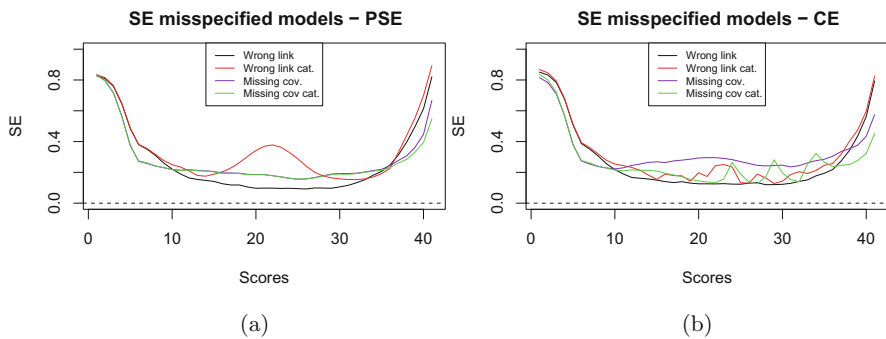 SE misspecified models − PSE
Wrong link
Wrong link cat.
Missing cov.
Missing cov cat.
SE
0.0 0.4 0.8
0 10 20 30 40
Scores
(a)
SE misspecified models − CE
Wrong link
Wrong link cat.
Missing cov.
Missing cov cat.
SE
0.0 0.4 0.8
0 10 20 30 40
Scores
(b)